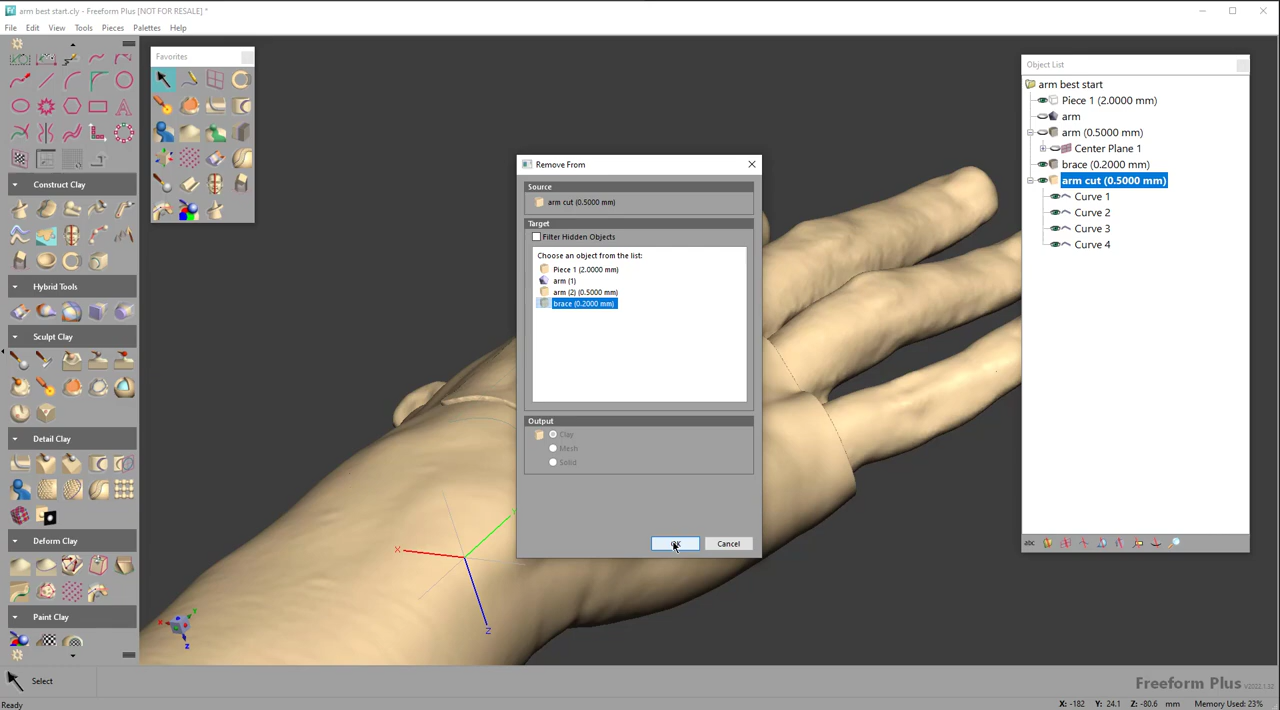 arm best start.cly - Freeform Plus [NOT FOR RESALE] *
File Edit View Tools Pieces Palettes Help
Favorites
Construct Clay
Hybrid Tools
Sculpt Clay
Detail Clay
Deform Clay
Paint Clay
Remove From
Source
arm cut (0.5000 mm)
Target
Filter Hidden Objects
Choose an object from the list:
Piece 1 (2.0000 mm)
arm (1)
arm (2) (0.5000 mm)
brace (0.2000 mm)
Output
Clay
Mesh
Solid
OK Cancel
Object List
arm best start
Piece 1 (2.0000 mm)
arm
arm (0.5000 mm)
Center Plane 1
brace (0.2000 mm)
arm cut (0.5000 mm)
Curve 1
Curve 2
Curve 3
Curve 4
abc
X
Z
x
y
z
Select
Freeform Plus V2022.1.32
Ready
X: -182 Y: 24.1 Z: -80.6 mm Memory Used: 23%